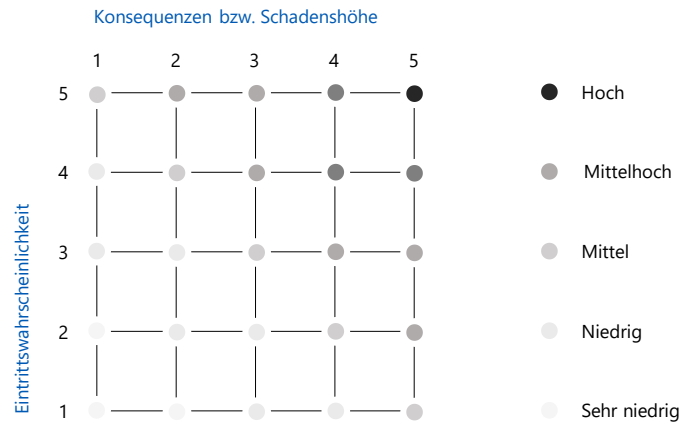 Konsequenzen bzw. Schadenshöhe
1 2 3 4 5
5 Hoch
4 Mittelhoch
3 Mittel
2 Niedrig
1 Sehr niedrig
Eintrittswahrscheinlichkeit